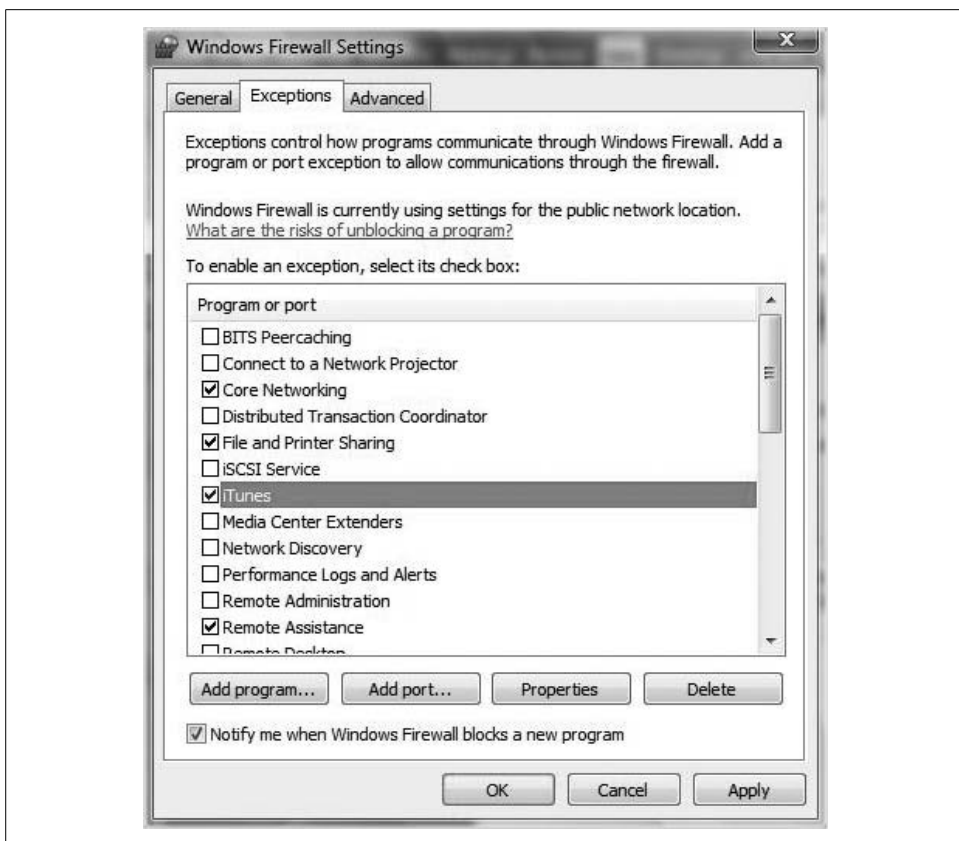 Windows Firewall Settings
X
General Exceptions Advanced
Exceptions control how programs communicate through Windows Firewall. Add a
program or port exception to allow communications through the firewall.
Windows Firewall is currently using settings for the public network location.
What are the risks of unblocking a program?
To enable an exception, select its check box:
Program or port
BITS Peercaching
Connect to a Network Projector
Core Networking
Distributed Transaction Coordinator
File and Printer Sharing
iSCSI Service
iTunes
Media Center Extenders
Network Discovery
Performance Logs and Alerts
Remote Administration
Remote Assistance
Remote Desktop
Add program... Add port... Properties Delete
Notify me when Windows Firewall blocks a new program
OK Cancel Apply